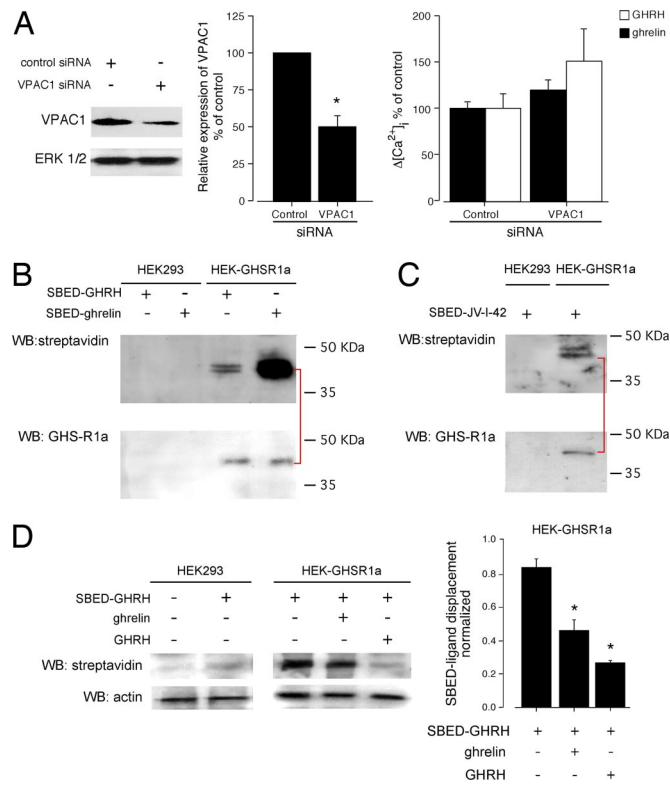 A
control siRNA + -
VPAC1 siRNA - +
VPAC1
ERK 1/2
Relative expression of VPAC1
% of control
125
100
75
50
25
0
*
Control VPAC1
siRNA
Δ[Ca2+]i % of control
200
150
100
50
0
Control VPAC1
siRNA
GHRH
ghrelin
B
HEK293 HEK-GHSR1a
SBED-GHRH + - + -
SBED-ghrelin - + - +
WB:streptavidin
50 KDa
35
WB: GHS-R1a
50 KDa
35
C
HEK293 HEK-GHSR1a
SBED-JV-I-42 + +
WB:streptavidin
50 KDa
35
WB: GHS-R1a
50 KDa
35
D
HEK293 HEK-GHSR1a
SBED-GHRH - + + + +
ghrelin - - - + -
GHRH - - - - +
WB: streptavidin
WB: actin
HEK-GHSR1a
SBED-ligand displacement
normalized
1.0
0.8
0.6
0.4
0.2
0.0
*
*
SBED-GHRH + + +
ghrelin - + -
GHRH - - +